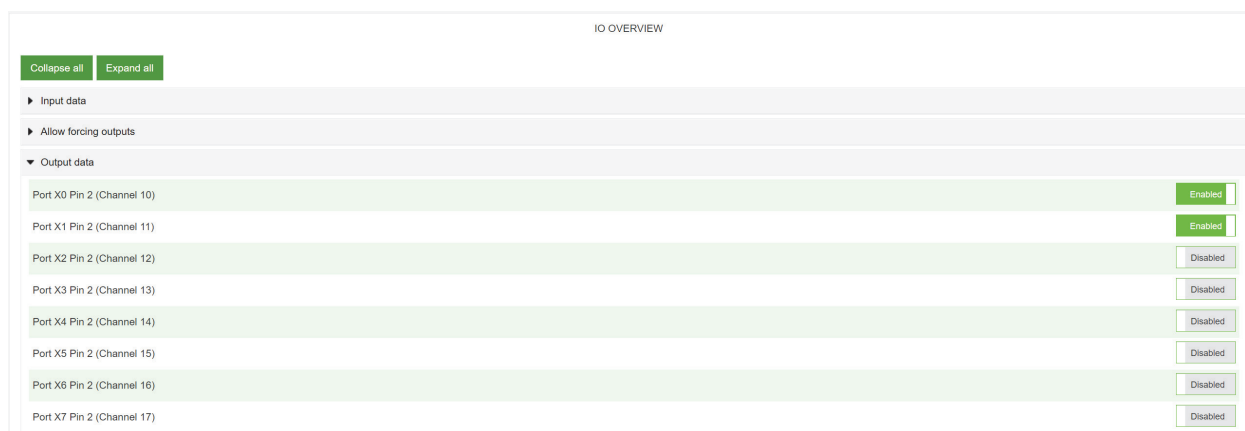 IO OVERVIEW
Collapse all Expand all
Input data
Allow forcing outputs
Output data
Port X0 Pin 2 (Channel 10) Enabled
Port X1 Pin 2 (Channel 11) Enabled
Port X2 Pin 2 (Channel 12) Disabled
Port X3 Pin 2 (Channel 13) Disabled
Port X4 Pin 2 (Channel 14) Disabled
Port X5 Pin 2 (Channel 15) Disabled
Port X6 Pin 2 (Channel 16) Disabled
Port X7 Pin 2 (Channel 17) Disabled